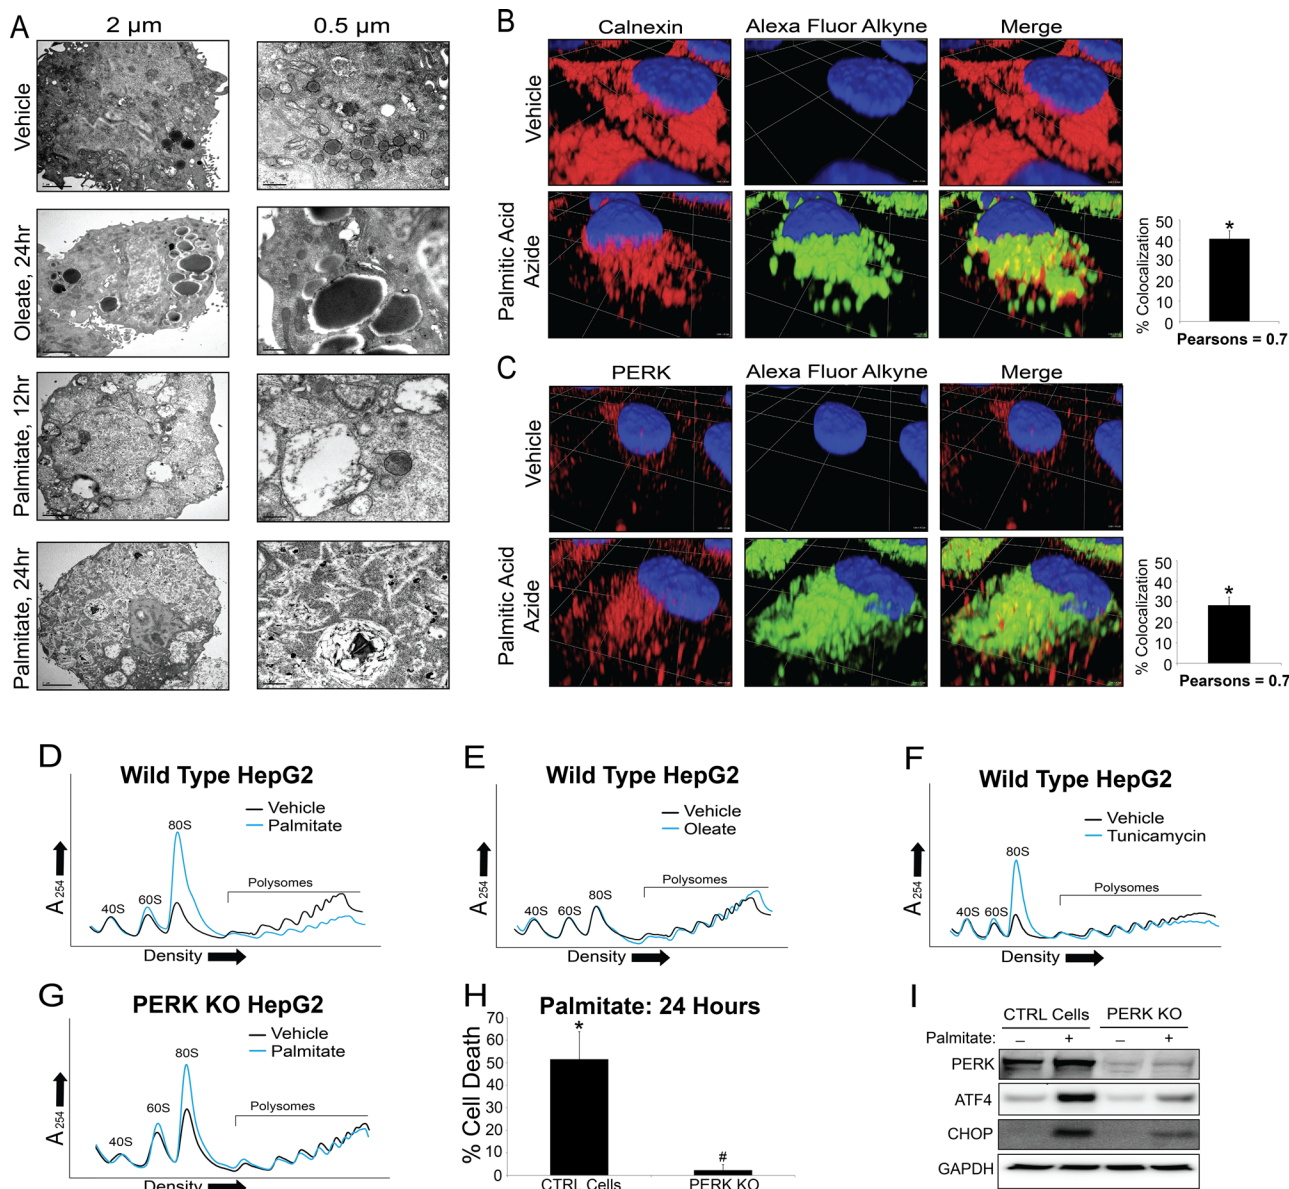 A
2 µm
0.5 µm
Vehicle
Oleate, 24hr
Palmitate, 12hr
Palmitate, 24hr
B
Calnexin
Alexa Fluor Alkyne
Merge
Vehicle
Palmitic Acid
Azide
% Colocalization
50
40
30
20
10
0
*
Pearsons = 0.7
C
PERK
Alexa Fluor Alkyne
Merge
Vehicle
Palmitic Acid
Azide
% Colocalization
50
40
30
20
10
0
*
Pearsons = 0.7
D
Wild Type HepG2
Vehicle
Palmitate
40S
60S
80S
Polysomes
A254
Density
E
Wild Type HepG2
Vehicle
Oleate
40S
60S
80S
Polysomes
A254
Density
F
Wild Type HepG2
Vehicle
Tunicamycin
40S
60S
80S
Polysomes
A254
Density
G
PERK KO HepG2
Vehicle
Palmitate
40S
60S
80S
Polysomes
A254
Density
H
Palmitate: 24 Hours
% Cell Death
70
60
50
40
30
20
10
0
*
#
CTRL Cells
PERK KO
I
CTRL Cells PERK KO
Palmitate: – + – +
PERK
ATF4
CHOP
GAPDH